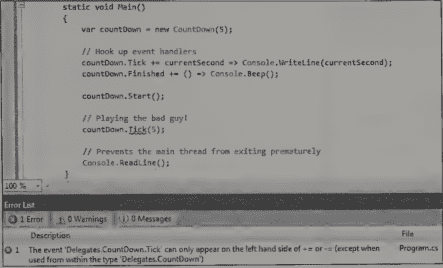 static void Main()
{
var countDown = new CountDown(5);
// Hook up event handlers
countDown.Tick += currentSecond => Console.WriteLine(currentSecond);
countDown.Finished += () => Console.Beep();
countDown.Start();
// Playing the bad guy!
countDown.Tick(5);
// Prevents the main thread from exiting prematurely
Console.ReadLine();
}
100 %
Error List
1 Error 0 Warnings 0 Messages
Description File
1 The event 'Delegates.CountDown.Tick' can only appear on the left hand side of += or -= (except when Program.cs
used from within the type 'Delegates.CountDown')